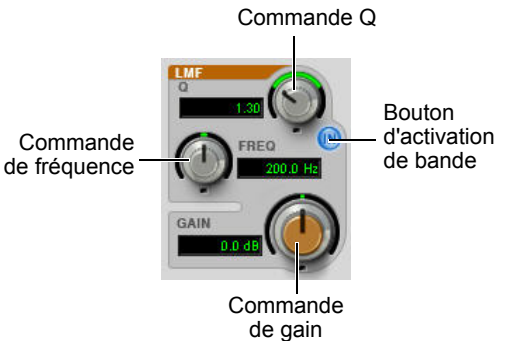 Commande Q
LMF
Q
1.30
IN
Bouton
d'activation
de bande
Commande
de fréquence
FREQ
200.0 Hz
GAIN
0.0 dB
Commande
de gain